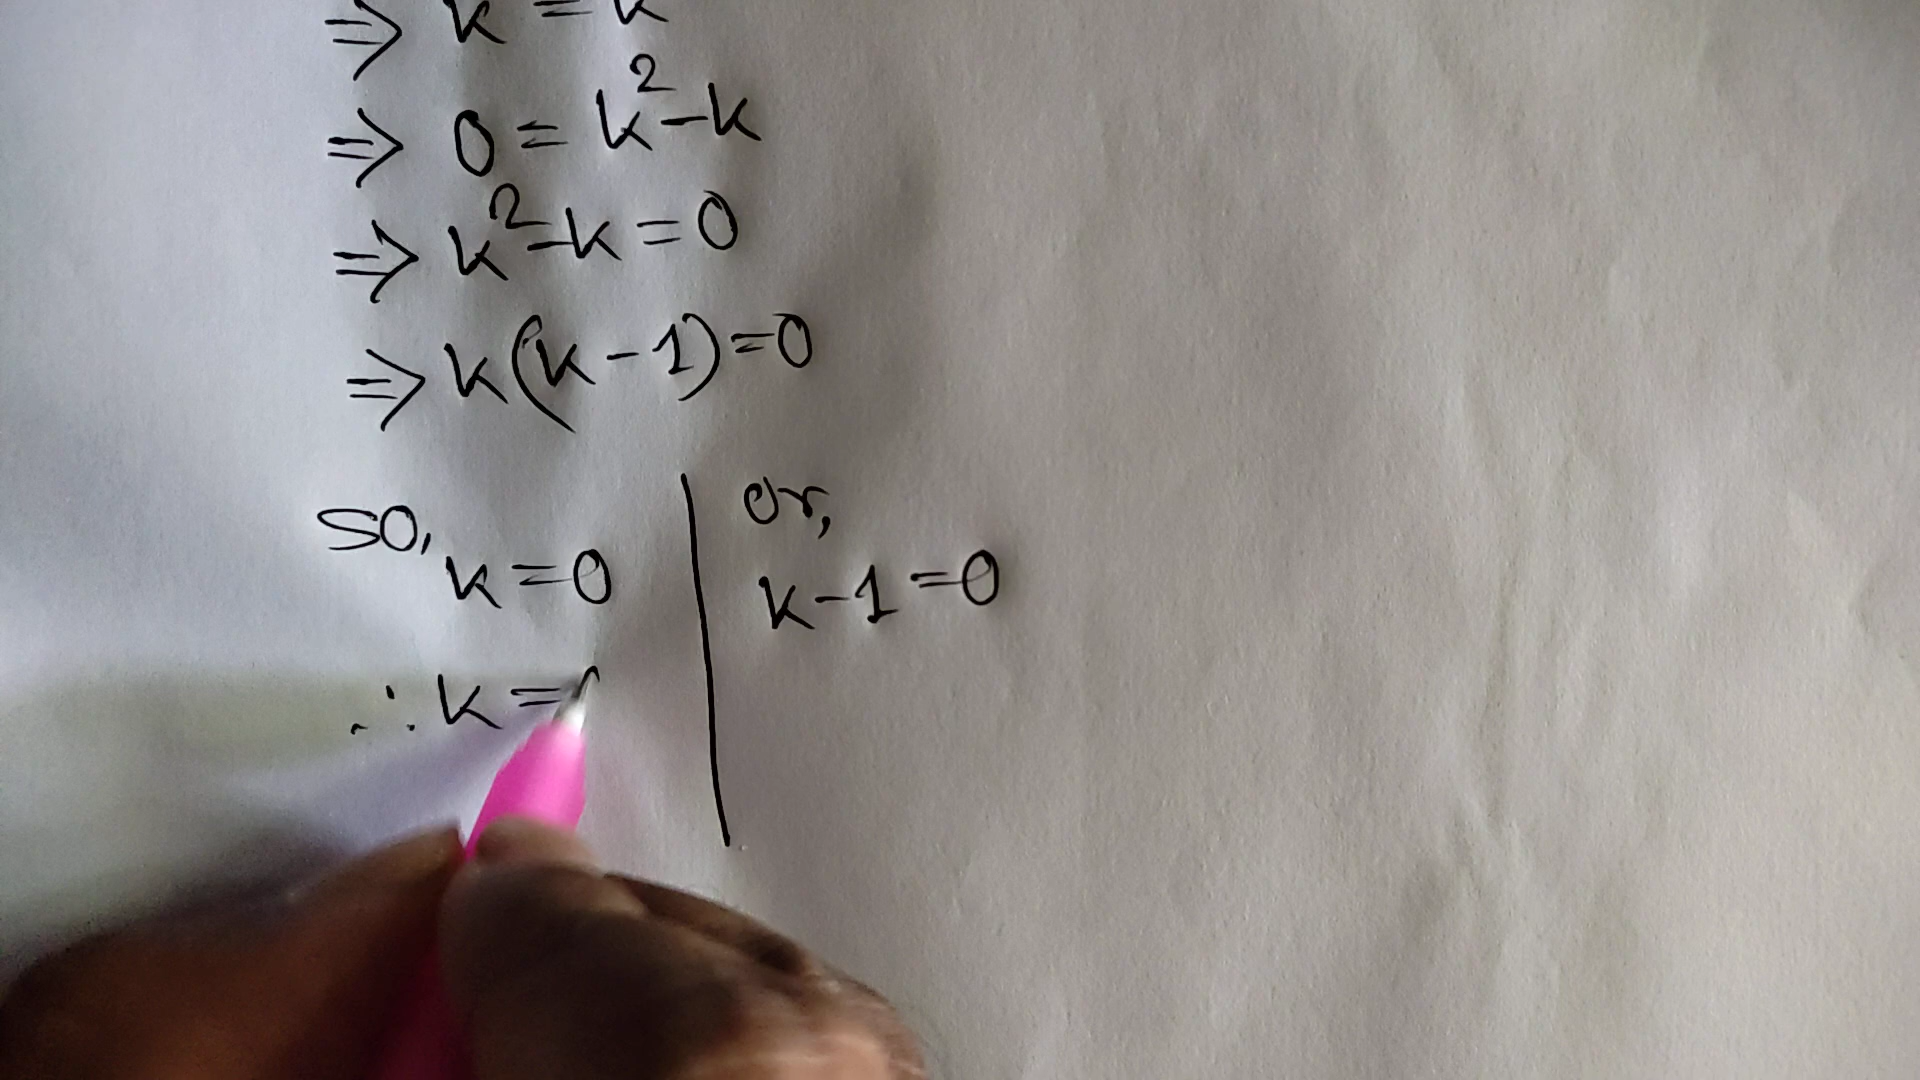 ⇒ k = k
⇒ 0 = k²-k
⇒ k²-k = 0
⇒ k(k-1)=0
so,
k=0
∴ k =
or,
k-1=0